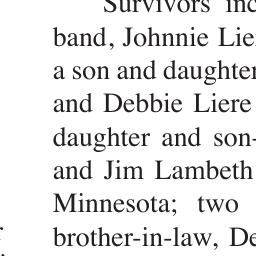 Survivors inc
band, Johnnie Lie
a son and daughter
and Debbie Liere
daughter and son-
and Jim Lambeth
Minnesota; two
brother-in-law, De